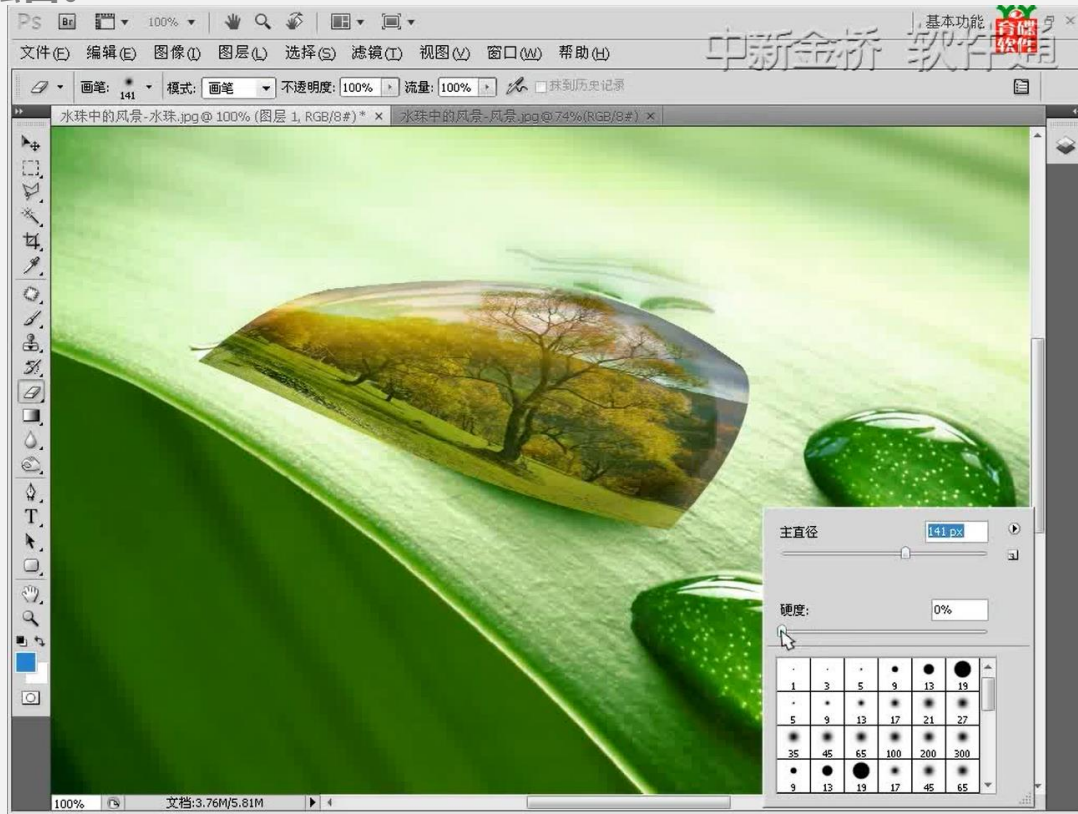 Ps Br 100% 基本功能
育碟软件
中新金桥 软件通
文件(F) 编辑(E) 图像(I) 图层(L) 选择(S) 滤镜(T) 视图(V) 窗口(W) 帮助(H)
画笔: 141 模式: 画笔 不透明度: 100% 流量: 100% 抹到历史记录
水珠中的风景-水珠.jpg @ 100% (图层 1, RGB/8#) * × 水珠中的风景-风景.jpg @ 74%(RGB/8#) ×
T
主直径 141 px
硬度: 0%
1 3 5 9 13 19
5 9 13 17 21 27
35 45 65 100 200 300
9 13 19 17 45 65
100% 文档:3.76M/5.81M